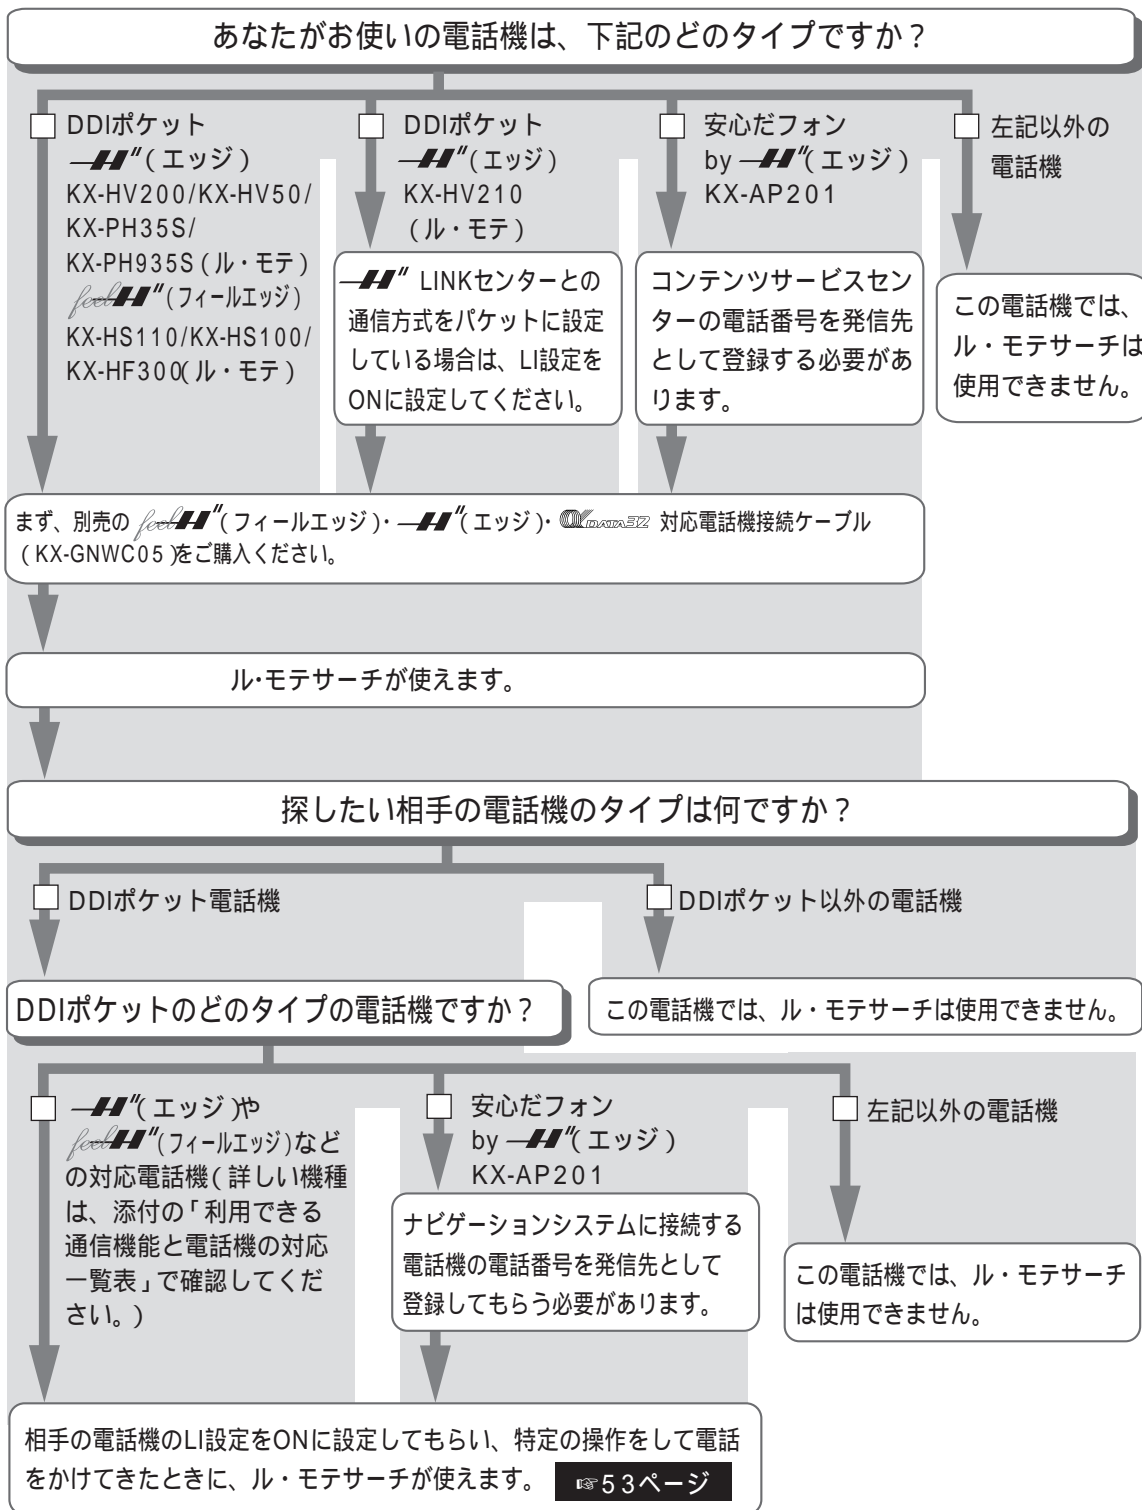 あなたがお使いの電話機は、下記のどのタイプですか？
DDIポケット
H"(エッジ)
KX-HV200/KX-HV50/
KX-PH35S/
KX-PH935S(ル・モテ)
feelH"(フィールエッジ)
KX-HS110/KX-HS100/
KX-HF300(ル・モテ)
DDIポケット
H"(エッジ)
KX-HV210
(ル・モテ)
H" LINKセンターとの
通信方式をパケットに設定
している場合は、LI設定を
ONに設定してください。
安心だフォン
by H"(エッジ)
KX-AP201
コンテンツサービスセン
ターの電話番号を発信先
として登録する必要があ
ります。
左記以外の
電話機
この電話機では、
ル・モテサーチは
使用できません。
まず、別売の feelH"(フィールエッジ)・H"(エッジ)・αDATA32 対応電話機接続ケーブル
(KX-GNWC05)をご購入ください。
ル・モテサーチが使えます。
探したい相手の電話機のタイプは何ですか？
DDIポケット電話機
DDIポケット以外の電話機
DDIポケットのどのタイプの電話機ですか？
この電話機では、ル・モテサーチは使用できません。
H"(エッジ)や
feelH"(フィールエッジ)など
の対応電話機(詳しい機種
は、添付の「利用できる
通信機能と電話機の対応
一覧表」で確認してくだ
さい。)
安心だフォン
by H"(エッジ)
KX-AP201
ナビゲーションシステムに接続する
電話機の電話番号を発信先として
登録してもらう必要があります。
左記以外の電話機
この電話機では、ル・モテサーチ
は使用できません。
相手の電話機のLI設定をONに設定してもらい、特定の操作をして電話
をかけてきたときに、ル・モテサーチが使えます。 ☞53ページ